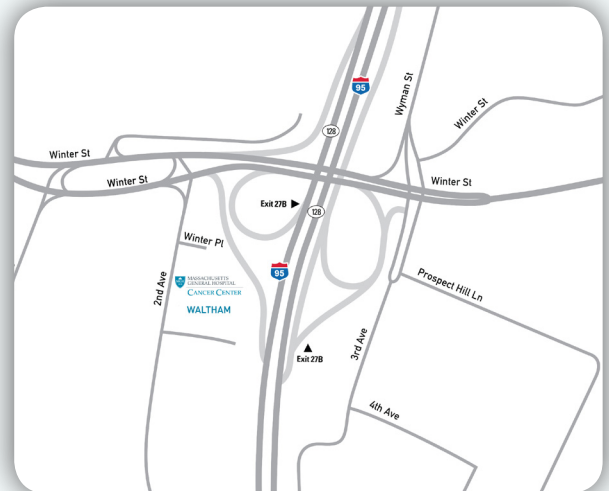 95
Wyman St
Winter St
128
Winter St
Winter St
Winter St
Exit 27B
128
Winter Pl
95
2nd Ave
MASSACHUSETTS
GENERAL HOSPITAL
CANCER CENTER
WALTHAM
Prospect Hill Ln
3rd Ave
Exit 27B
4th Ave